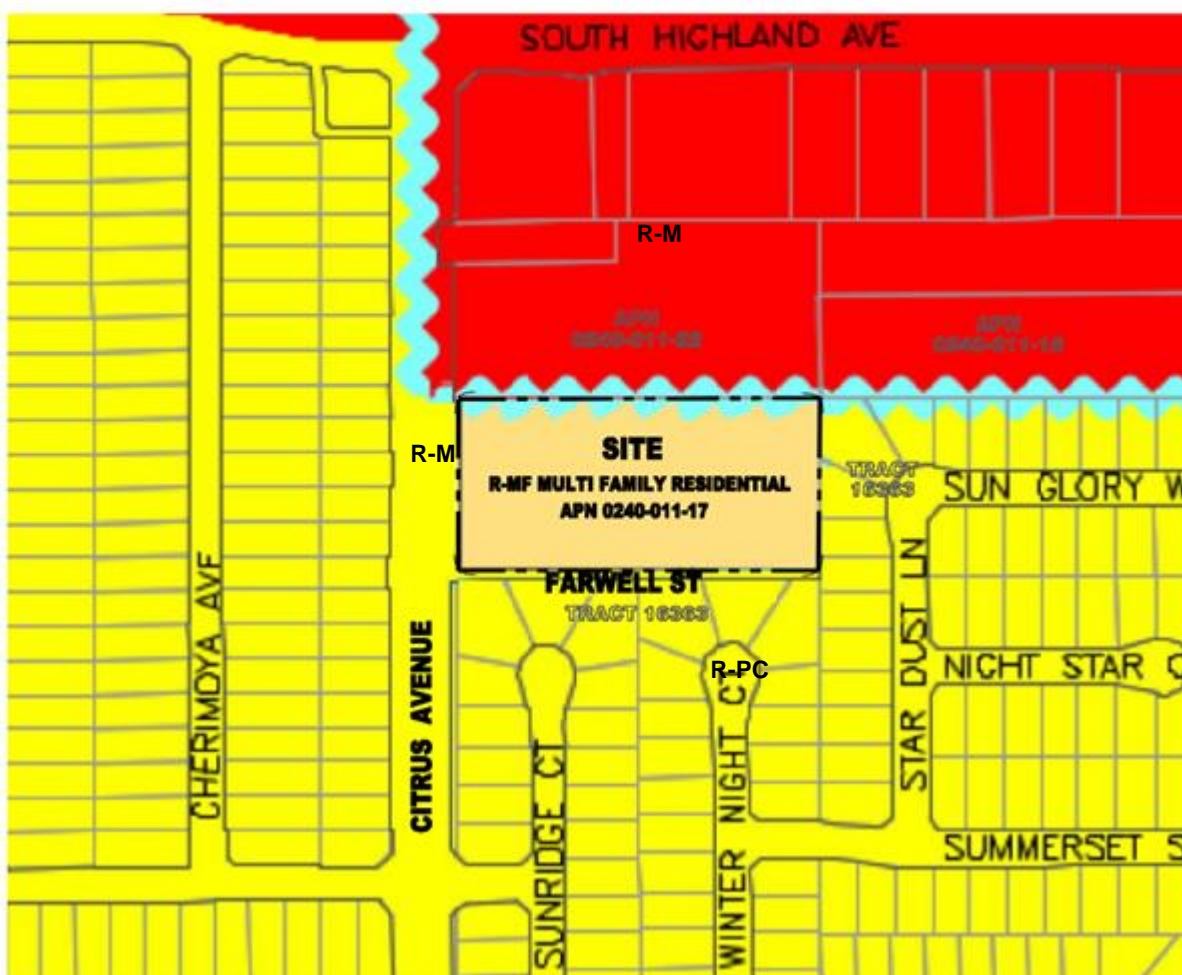 SOUTH HIGHLAND AVE
R-M
APN
0240-011-22
APN
0240-011-15
R-M
SITE
R-MF MULTI FAMILY RESIDENTIAL
APN 0240-011-17
TRACT
16363
SUN GLORY W
FARWELL ST
TRACT 16363
CHERIMOYA AVE
CITRUS AVENUE
STAR DUST LN
NIGHT STAR C
R-PC
SUNRIDGE CT
WINTER NIGHT CT
SUMMERSET S